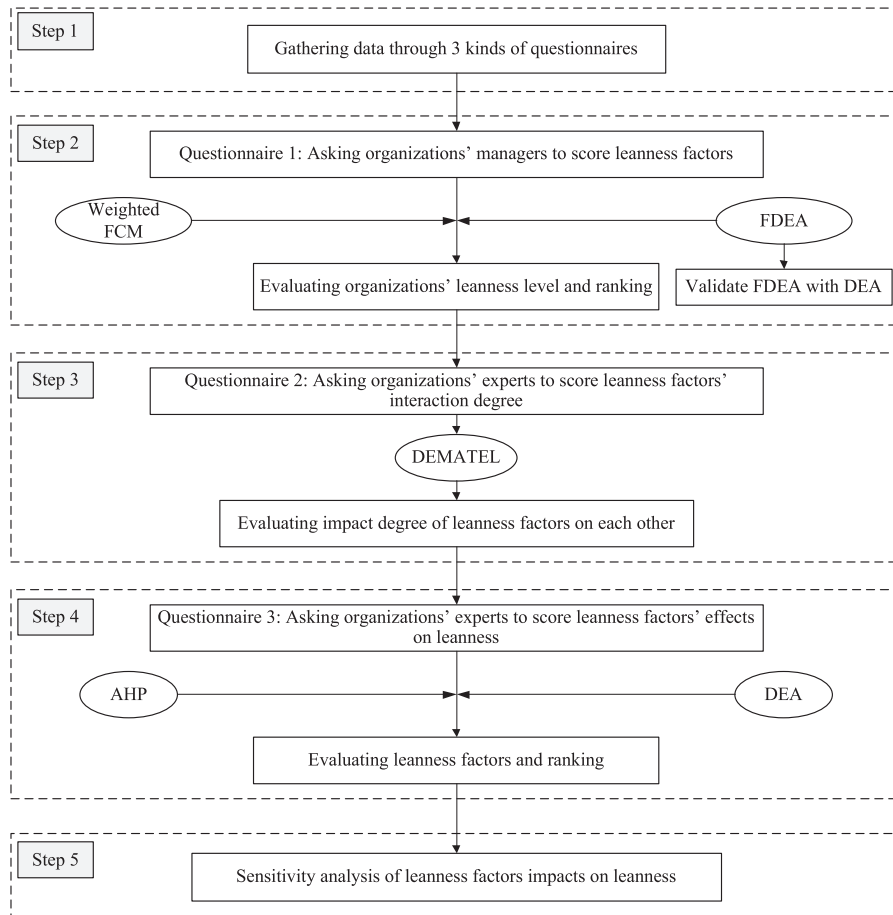 Step 1
Gathering data through 3 kinds of questionnaires
Step 2
Questionnaire 1: Asking organizations’ managers to score leanness factors
Weighted
FCM
FDEA
Evaluating organizations’ leanness level and ranking
Validate FDEA with DEA
Step 3
Questionnaire 2: Asking organizations’ experts to score leanness factors’
interaction degree
DEMATEL
Evaluating impact degree of leanness factors on each other
Step 4
Questionnaire 3: Asking organizations’ experts to score leanness factors’ effects
on leanness
AHP
DEA
Evaluating leanness factors and ranking
Step 5
Sensitivity analysis of leanness factors impacts on leanness